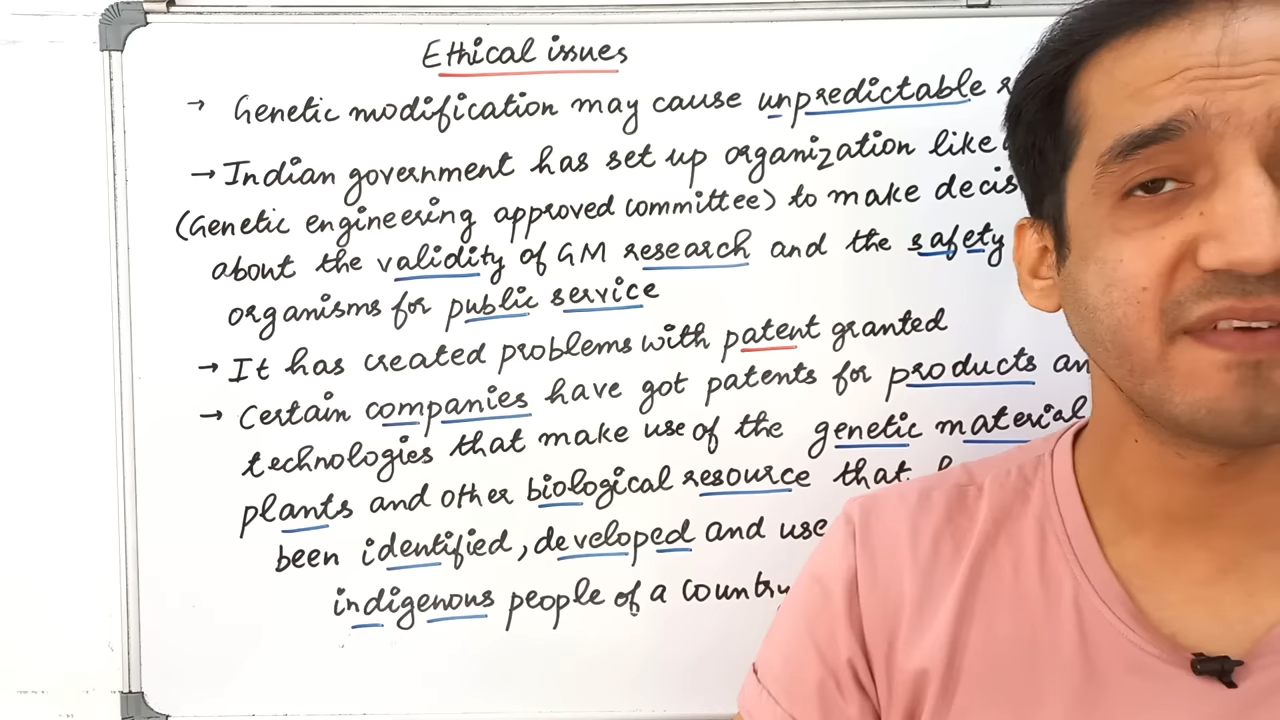 Ethical issues
→ Genetic modification may cause unpredictable
→ Indian government has set up organization like
(Genetic engineering approved committee) to make
about the validity of GM research and the safety
organisms for public service
→ It has created problems with patent granted
→ Certain companies have got patents for products
technologies that make use of the genetic material
plants and other biological resource that
been identified, developed and
indigenous people of a country